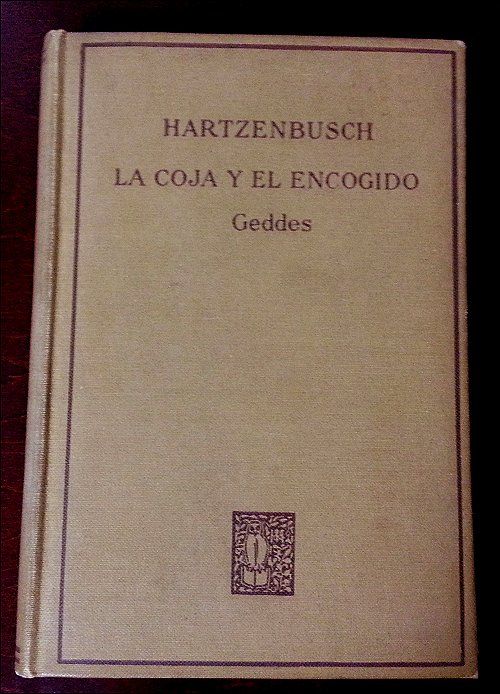 HARTZENBUSCH
LA COJA Y EL ENCOGIDO
Geddes